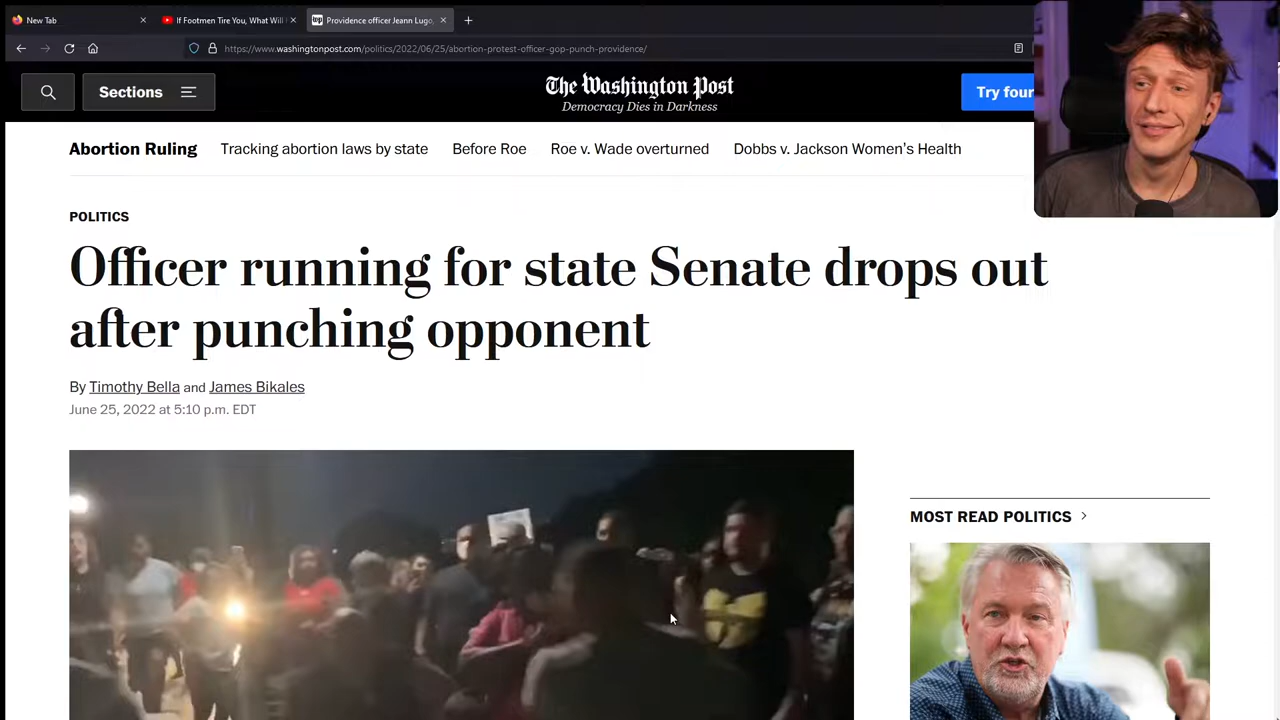 New Tab
If Footmen Tire You, What Will
Providence officer Jeann Lugo,
https://www.washingtonpost.com/politics/2022/06/25/abortion-protest-officer-gop-punch-providence/
Sections
The Washington Post
Democracy Dies in Darkness
Try four
Abortion Ruling
Tracking abortion laws by state
Before Roe
Roe v. Wade overturned
Dobbs v. Jackson Women's Health
POLITICS
Officer running for state Senate drops out
after punching opponent
By Timothy Bella and James Bikales
June 25, 2022 at 5:10 p.m. EDT
MOST READ POLITICS